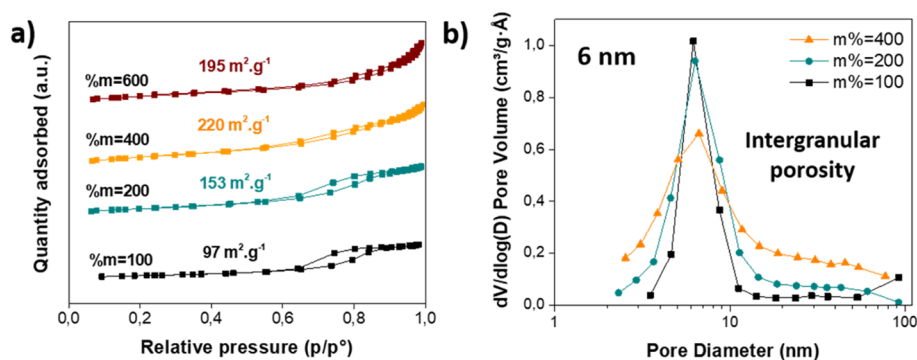 a)
Quantity adsorbed (a.u.)
%m=600
195 m².g⁻¹
%m=400
220 m².g⁻¹
%m=200
153 m².g⁻¹
%m=100
97 m².g⁻¹
0,0 0,2 0,4 0,6 0,8 1,0
Relative pressure (p/p°)
b)
dV/dlog(D) Pore Volume (cm³/g·Å)
1,0
0,8
0,6
0,4
0,2
0,0
6 nm
m%=400
m%=200
m%=100
Intergranular
porosity
1 10 100
Pore Diameter (nm)